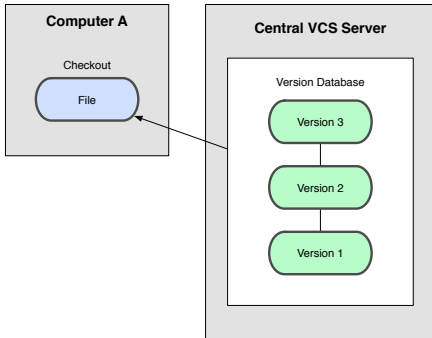 Computer A
Checkout
File
Central VCS Server
Version Database
Version 3
Version 2
Version 1